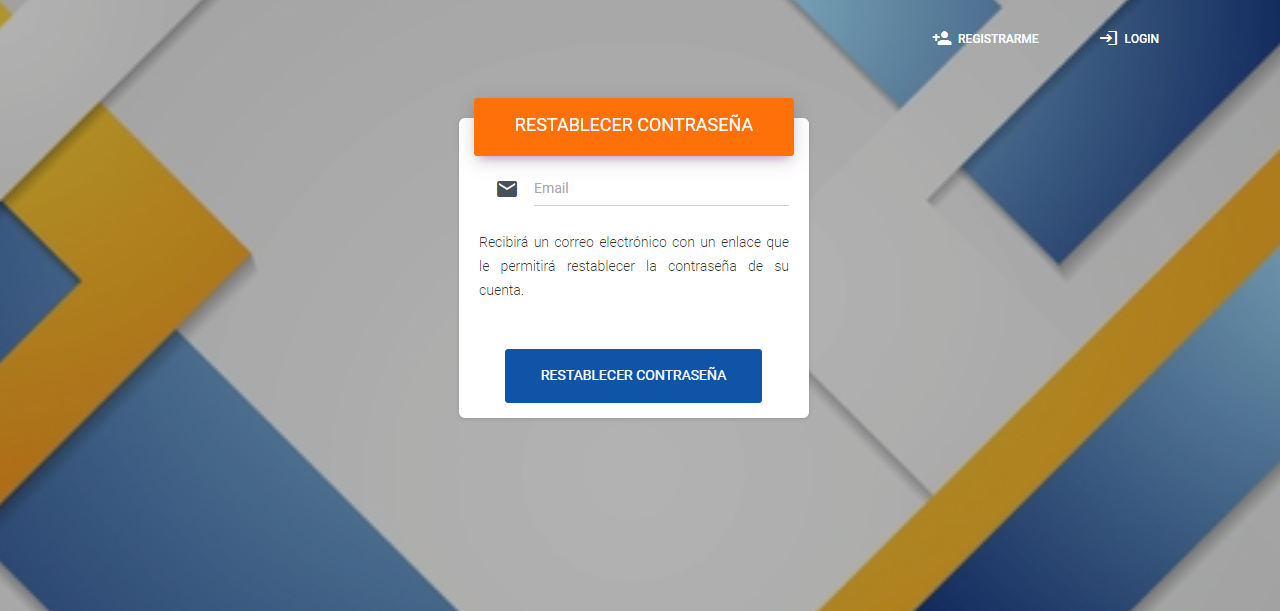 REGISTRARME
LOGIN
RESTABLECER CONTRASEÑA
Email
Recibirá un correo electrónico con un enlace que
le permitirá restablecer la contraseña de su
cuenta.
RESTABLECER CONTRASEÑA